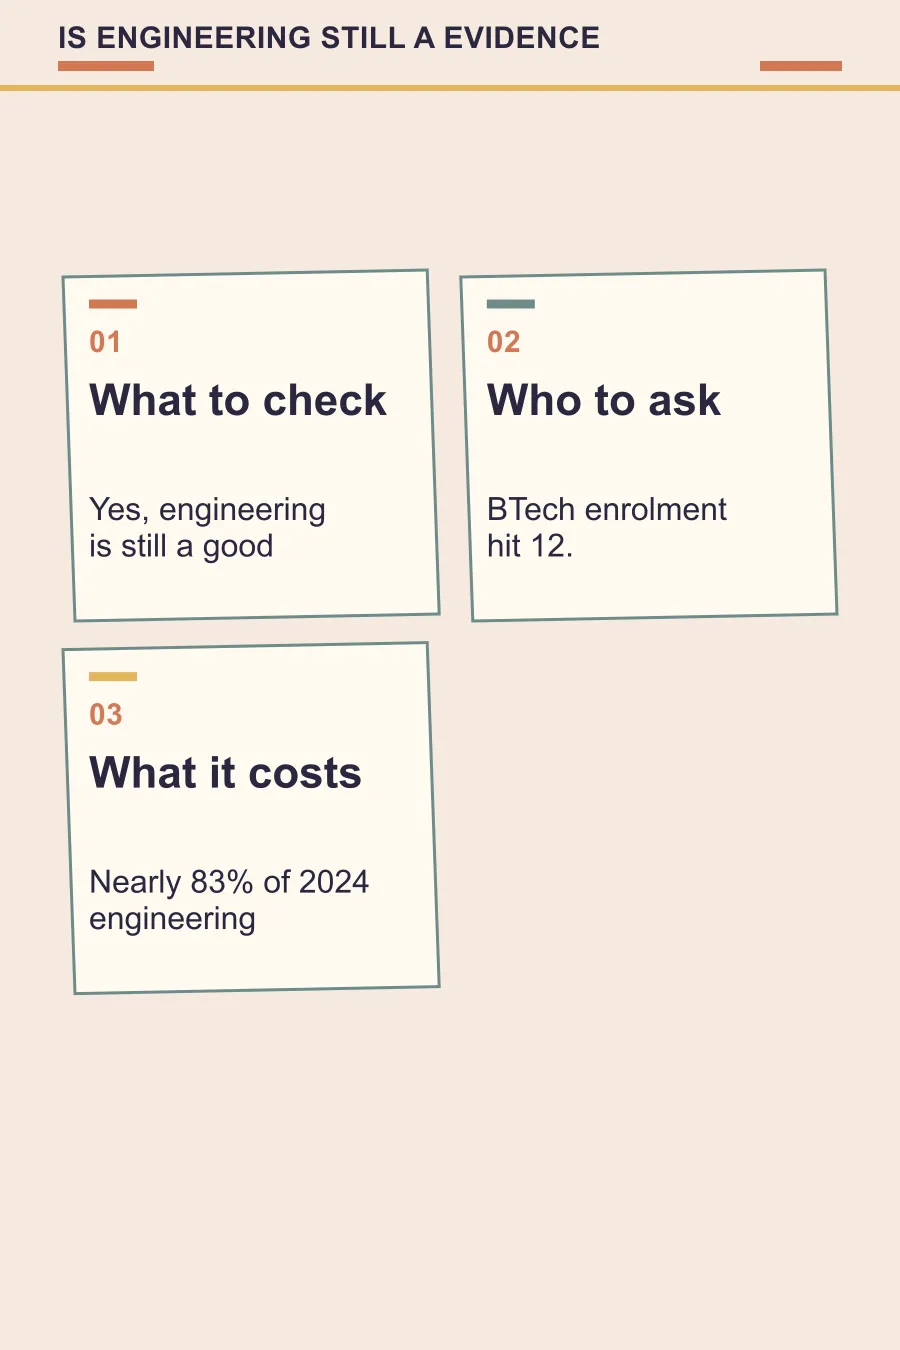 IS ENGINEERING STILL A EVIDENCE
01
What to check
Yes, engineering
is still a good
02
Who to ask
BTech enrolment
hit 12.
03
What it costs
Nearly 83% of 2024
engineering